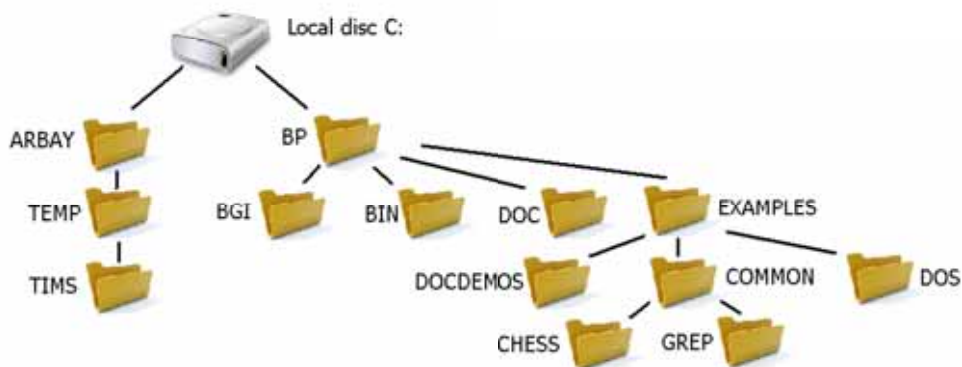 Local disc C:
ARBAY
BP
TEMP
BGI
BIN
DOC
EXAMPLES
TIMS
DOCDEMOS
COMMON
DOS
CHESS
GREP